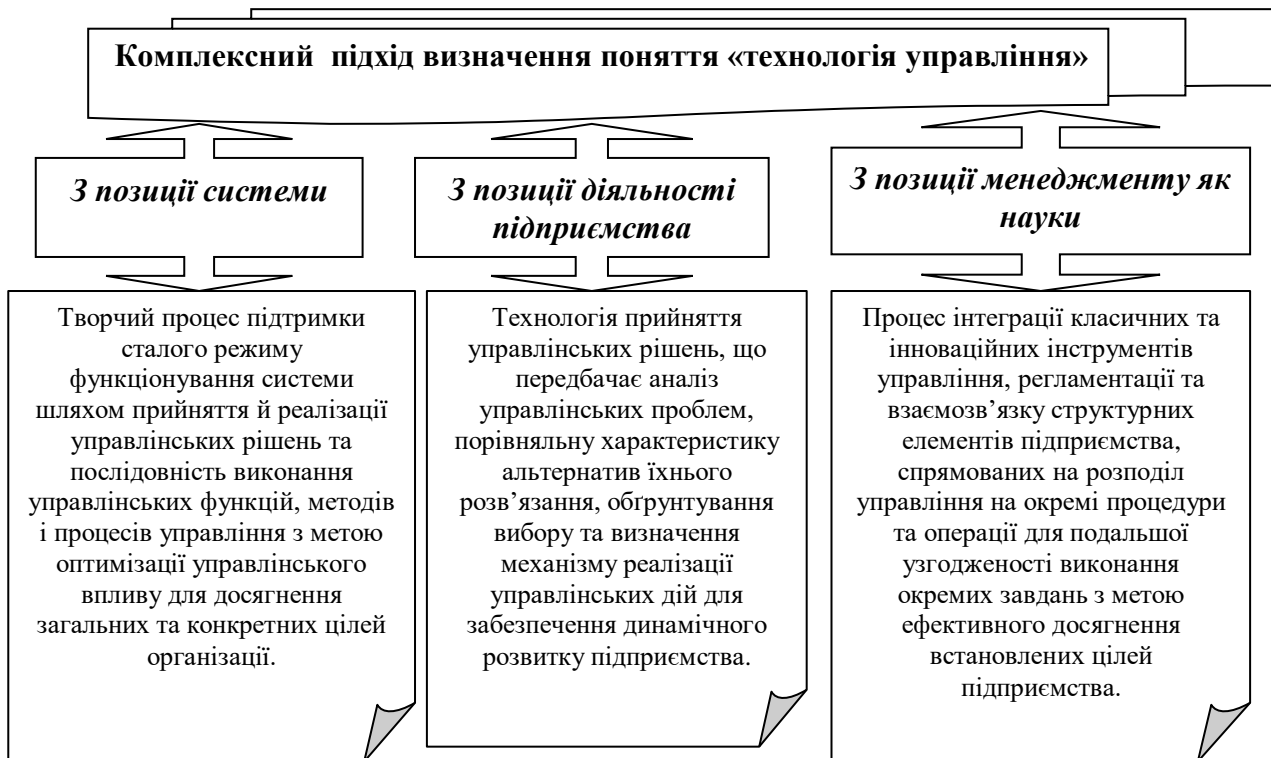 Комплексний підхід визначення поняття «технологія управління»
З позиції системи
З позиції діяльності
підприємства
З позиції менеджменту як
науки
Творчий процес підтримки
сталого режиму
функціонування системи
шляхом прийняття й реалізації
управлінських рішень та
послідовність виконання
управлінських функцій, методів
і процесів управління з метою
оптимізації управлінського
впливу для досягнення
загальних та конкретних цілей
організації.
Технологія прийняття
управлінських рішень, що
передбачає аналіз
управлінських проблем,
порівняльну характеристику
альтернатив їхнього
розв’язання, обґрунтування
вибору та визначення
механізму реалізації
управлінських дій для
забезпечення динамічного
розвитку підприємства.
Процес інтеграції класичних та
інноваційних інструментів
управління, регламентації та
взаємозв’язку структурних
елементів підприємства,
спрямованих на розподіл
управління на окремі процедури
та операції для подальшої
узгодженості виконання
окремих завдань з метою
ефективного досягнення
встановлених цілей
підприємства.